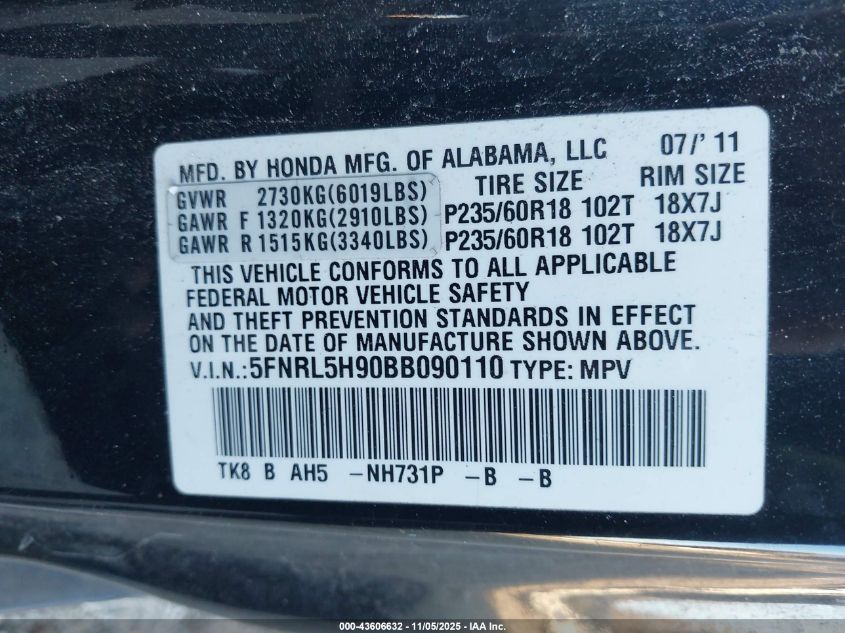 MFD. BY HONDA MFG. OF ALABAMA, LLC 07/' 11
GVWR 2730KG(6019LBS) TIRE SIZE RIM SIZE
GAWR F 1320KG(2910LBS) P235/60R18 102T 18X7J
GAWR R 1515KG(3340LBS) P235/60R18 102T 18X7J
THIS VEHICLE CONFORMS TO ALL APPLICABLE
FEDERAL MOTOR VEHICLE SAFETY
AND THEFT PREVENTION STANDARDS IN EFFECT
ON THE DATE OF MANUFACTURE SHOWN ABOVE.
V.I.N.:5FNRL5H90BB090110 TYPE: MPV
TK8 B AH5 –NH731P –B –B
000-43606632 - 11/05/2025 - IAA Inc.